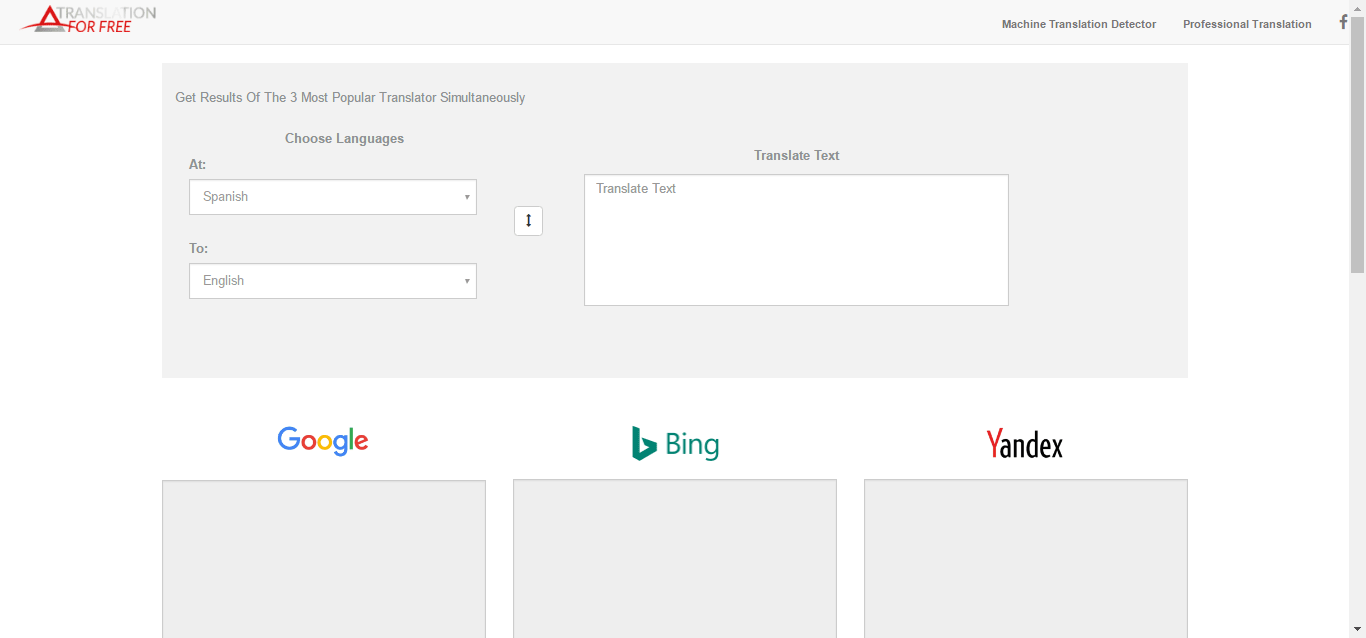 ATRANSLATION
FOR FREE
Machine Translation Detector
Professional Translation
f
Get Results Of The 3 Most Popular Translator Simultaneously
Choose Languages
At:
Spanish
To:
English
Translate Text
Translate Text
Google
Bing
Yandex